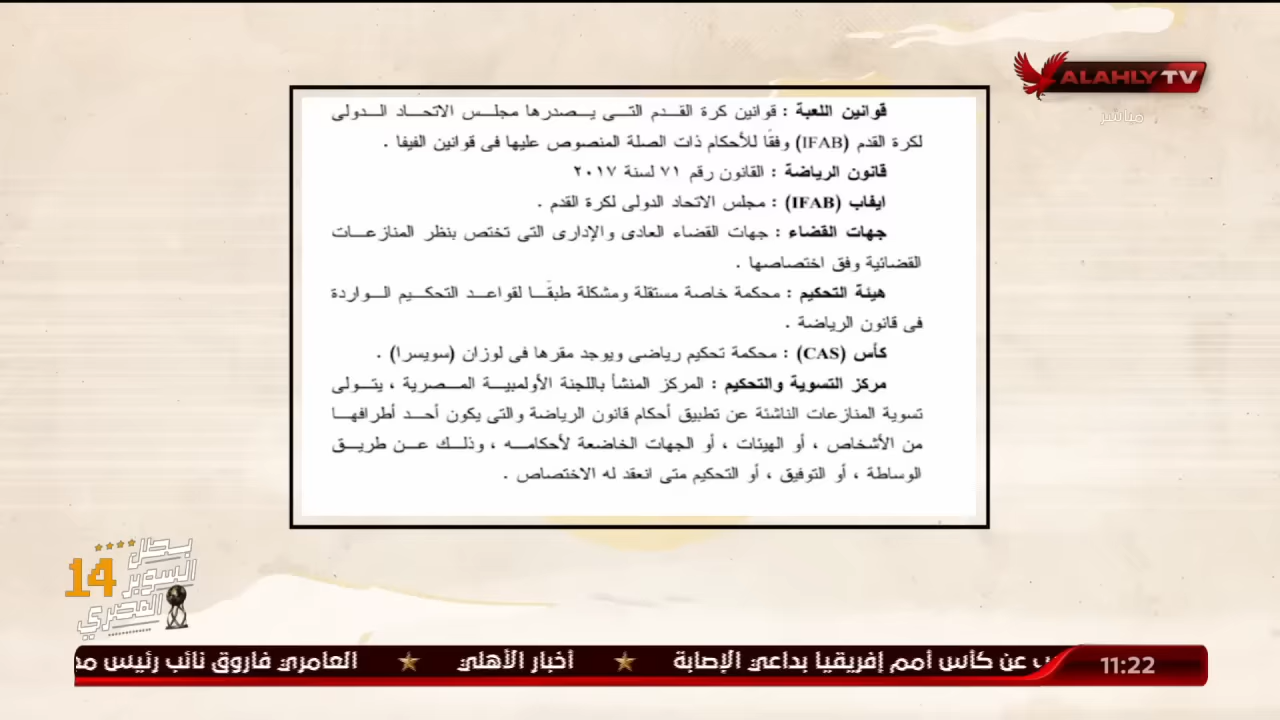 ALAHLY TV
مباشر
قوانين اللعبة : قوانين كرة القدم التى يصدرها مجلس الاتحاد الدولى
لكرة القدم (IFAB) وفقًا للأحكام ذات الصلة المنصوص عليها فى قوانين الفيفا .
قانون الرياضة : القانون رقم ٧١ لسنة ٢٠١٧
ايفاب (IFAB) : مجلس الاتحاد الدولى لكرة القدم .
جهات القضاء : جهات القضاء العادى والإدارى التى تختص بنظر المنازعات
القضائية وفق اختصاصها .
هيئة التحكيم : محكمة خاصة مستقلة ومشكلة طبقًا لقواعد التحكيم الواردة
فى قانون الرياضة .
كأس (CAS) : محكمة تحكيم رياضى ويوجد مقرها فى لوزان (سويسرا) .
مركز التسوية والتحكيم : المركز المنشأ باللجنة الأولمبية المصرية ، يتولى
تسوية المنازعات الناشئة عن تطبيق أحكام قانون الرياضة والتى يكون أحد أطرافها
من الأشخاص ، أو الهيئات ، أو الجهات الخاضعة لأحكامه ، وذلك عن طريق
الوساطة ، أو التوفيق ، أو التحكيم متى انعقد له الاختصاص .
بطل
السوبر 14
المصري
عن كأس أمم إفريقيا بداعي الإصابة ★ أخبار الأهلي ★ العامري فاروق نائب رئيس
11:22